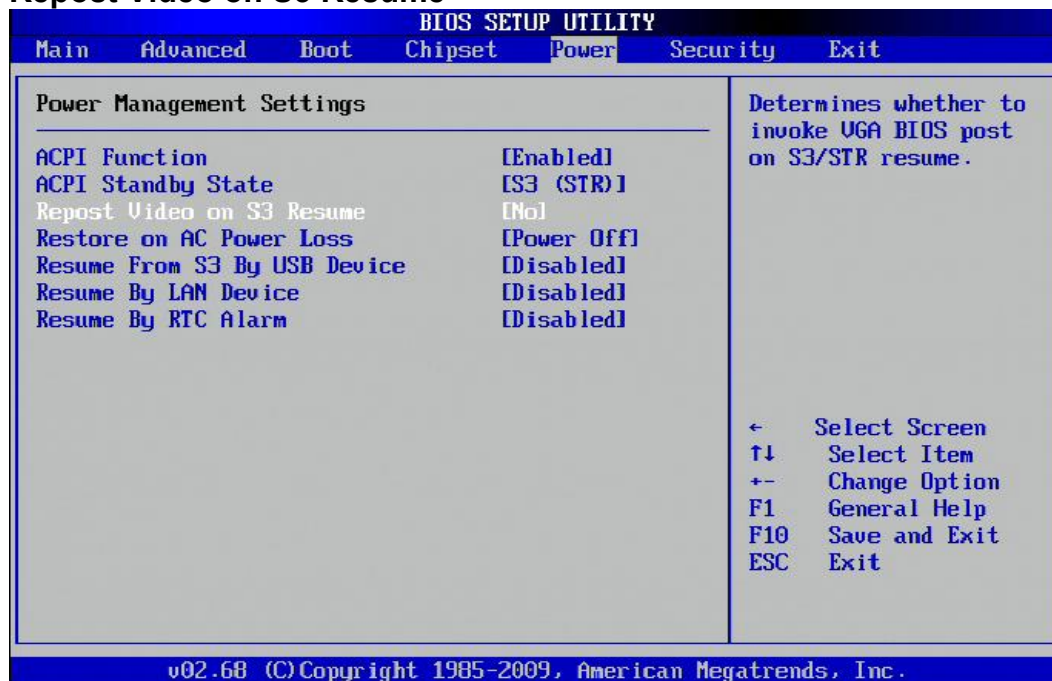 Repost Video on S3 Resume
BIOS SETUP UTILITY
Main Advanced Boot Chipset Power Security Exit
Power Management Settings
ACPI Function [Enabled]
ACPI Standby State [S3 (STR)]
Repost Video on S3 Resume [No]
Restore on AC Power Loss [Power Off]
Resume From S3 By USB Device [Disabled]
Resume By LAN Device [Disabled]
Resume By RTC Alarm [Disabled]
Determines whether to
invoke VGA BIOS post
on S3/STR resume.
← Select Screen
↑↓ Select Item
+- Change Option
F1 General Help
F10 Save and Exit
ESC Exit
v02.68 (C)Copyright 1985-2009, American Megatrends, Inc.